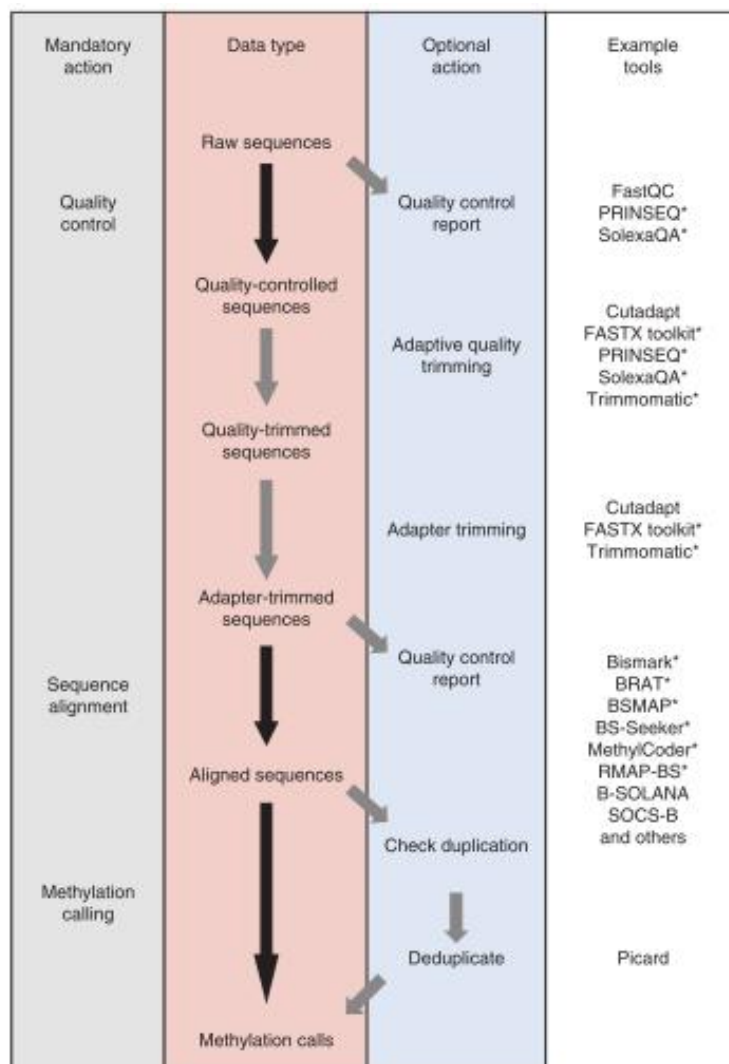 Mandatory
action
Data type
Optional
action
Example
tools
Raw sequences
Quality
control
Quality control
report
FastQC
PRINSEQ*
SolexaQA*
Quality-controlled
sequences
Adaptive quality
trimming
Cutadapt
FASTX toolkit*
PRINSEQ*
SolexaQA*
Trimmomatic*
Quality-trimmed
sequences
Adapter trimming
Cutadapt
FASTX toolkit*
Trimmomatic*
Adapter-trimmed
sequences
Quality control
report
Sequence
alignment
Bismark*
BRAT*
BSMAP*
BS-Seeker*
MethylCoder*
RMAP-BS*
B-SOLANA
SOCS-B
and others
Aligned sequences
Check duplication
Methylation
calling
Deduplicate
Picard
Methylation calls